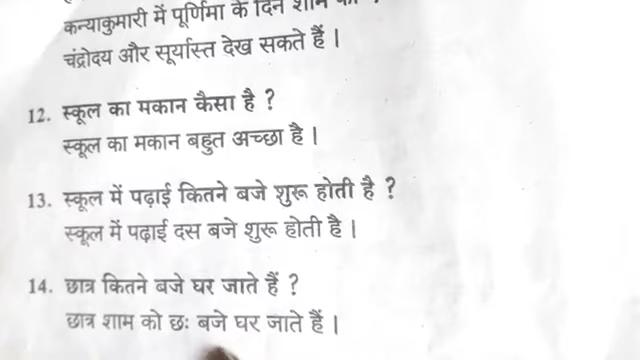 कन्याकुमारी में पूर्णिमा के दिन शाम
चंद्रोदय और सूर्यास्त देख सकते हैं ।
12. स्कूल का मकान कैसा है ?
स्कूल का मकान बहुत अच्छा है ।
13. स्कूल में पढ़ाई कितने बजे शुरू होती है ?
स्कूल में पढ़ाई दस बजे शुरू होती है ।
14. छात्र कितने बजे घर जाते हैं ?
छात्र शाम को छः बजे घर जाते हैं ।